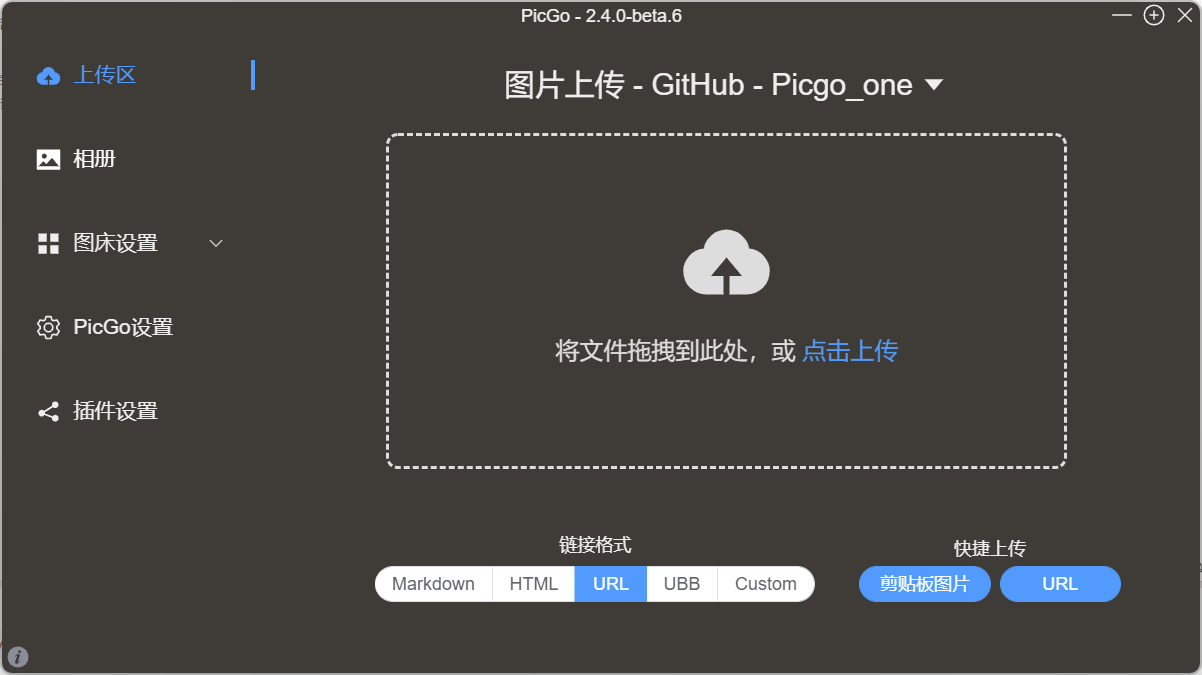 PicGo - 2.4.0-beta.6
上传区
相册
图床设置
PicGo设置
插件设置
图片上传 - GitHub - Picgo_one
将文件拖拽到此处，或 点击上传
链接格式
Markdown HTML URL UBB Custom
快捷上传
剪贴板图片 URL